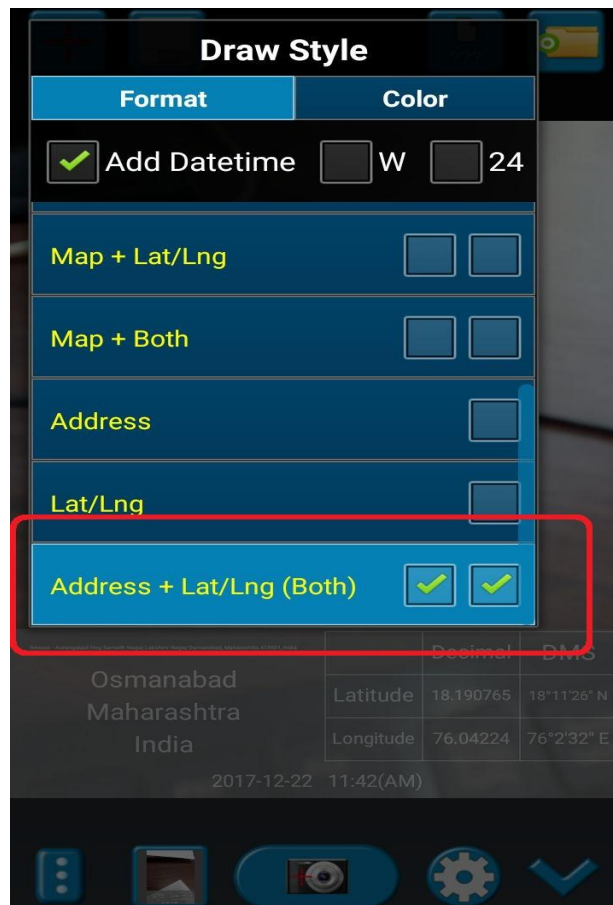 Draw Style
Format Color
Add Datetime W 24
Map + Lat/Lng
Map + Both
Address
Lat/Lng
Address + Lat/Lng (Both)
Decimal DMS
Osmanabad
Maharashtra
India
Latitude 18.190765 18°11'26" N
Longitude 76.04224 76°2'32" E
2017-12-22 11:42(AM)